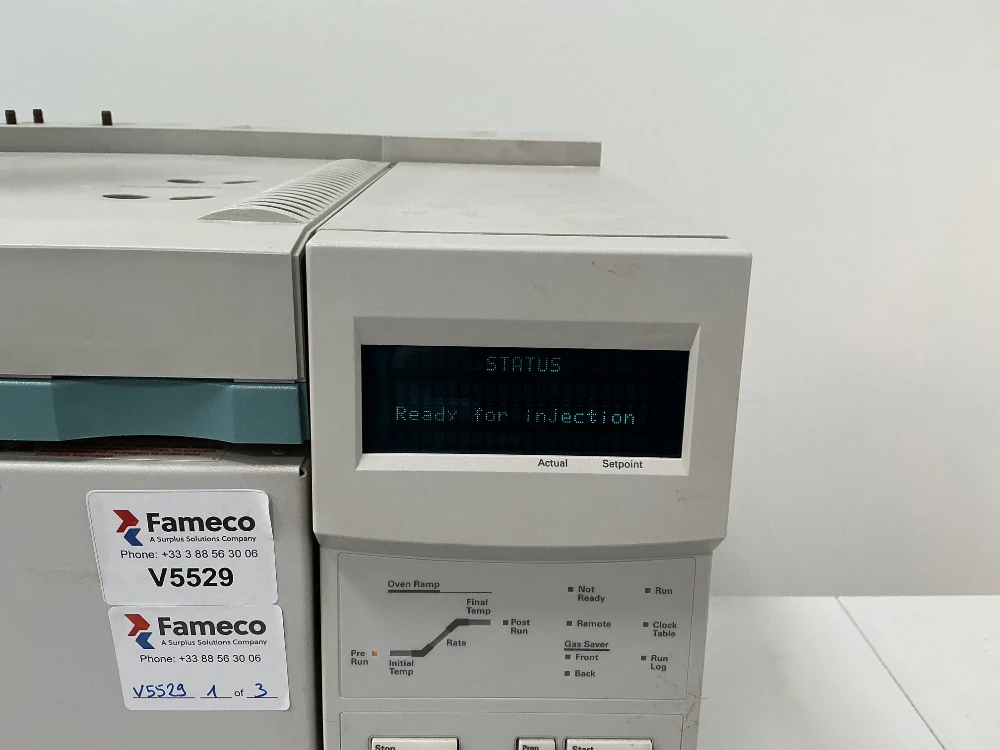 STATUS
Ready for injection
Actual Setpoint
Fameco
A Surplus Solutions Company
Phone: +33 3 88 56 30 06
V5529
Fameco
A Surplus Solutions Company
Phone: +33 88 56 30 06
V5529 1 of 3
Oven Ramp
Final
Temp
Post
Run
Rate
Pre
Run
Initial
Temp
Not
Ready
Run
Remote
Clock
Table
Gas Saver
Front
Run
Log
Back
Stop
Prep
Start